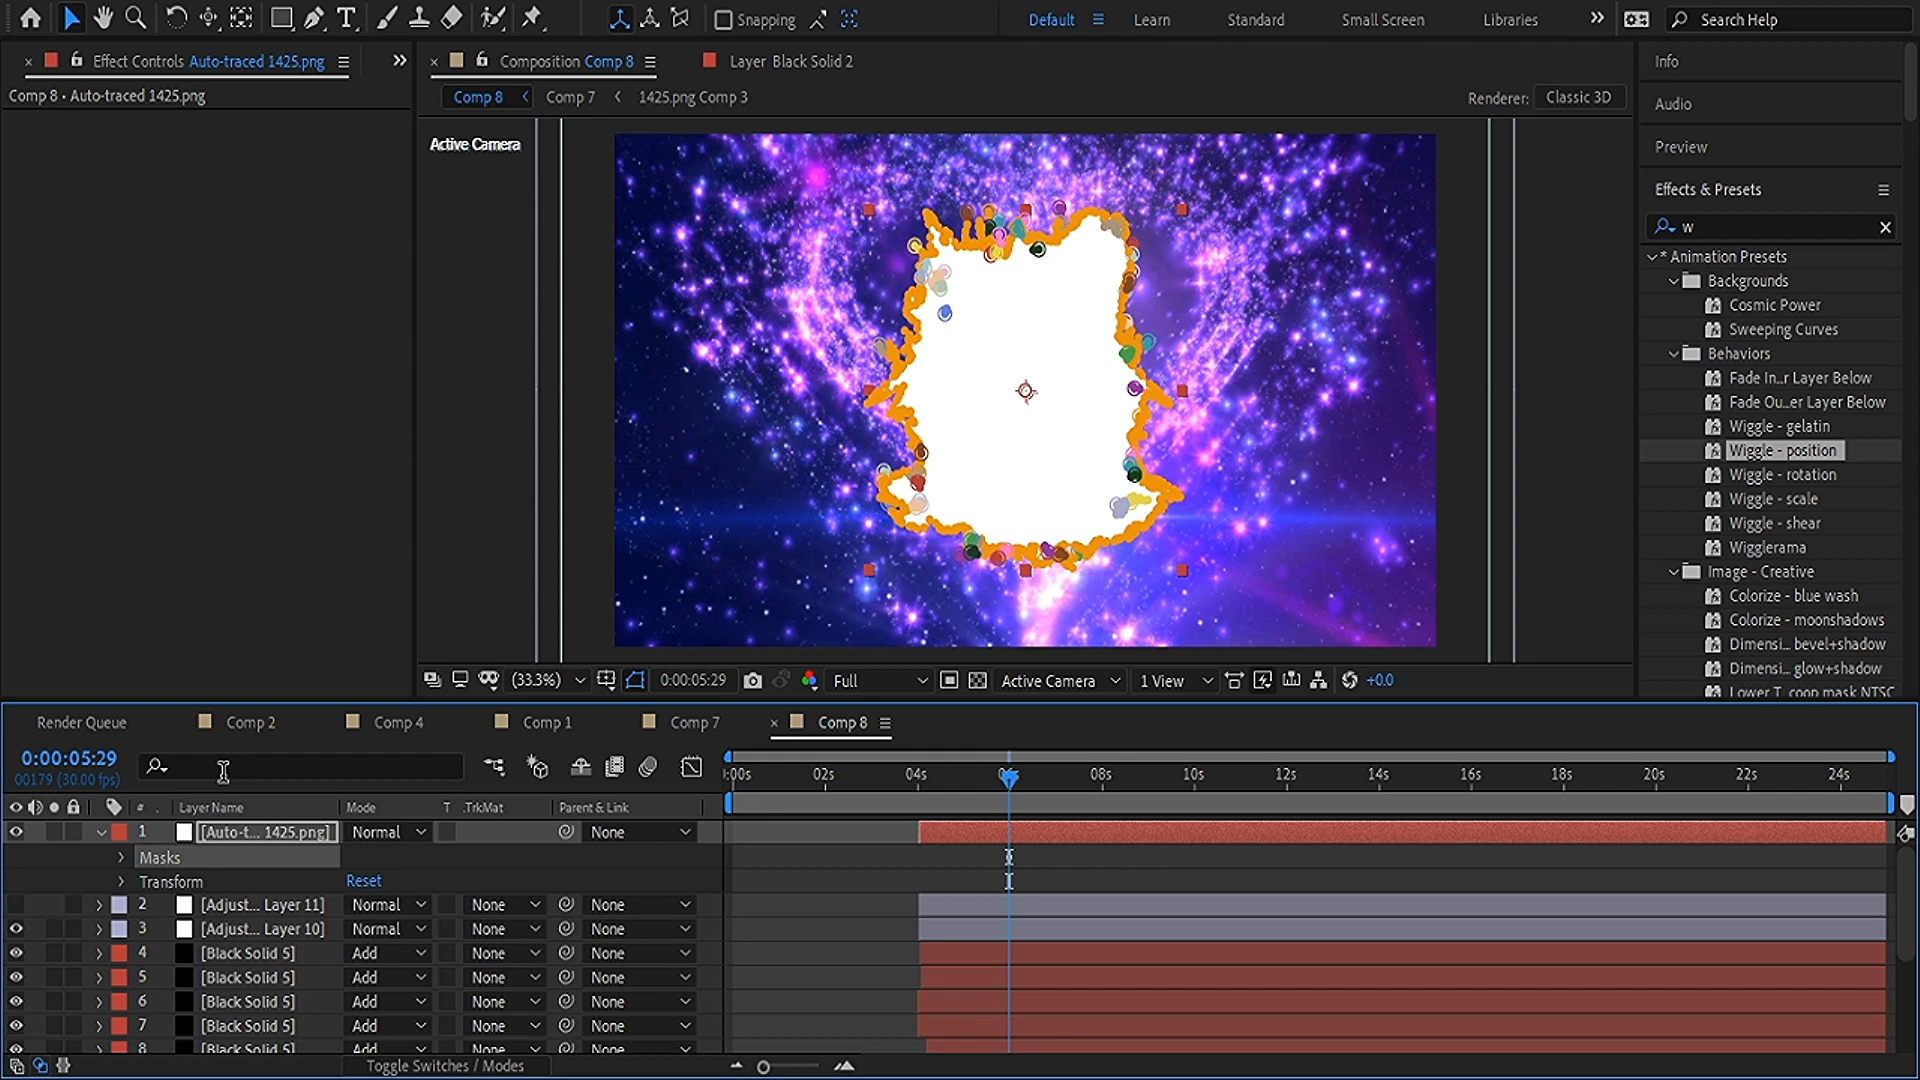 Snapping
Default
Learn
Standard
Small Screen
Libraries
Search Help
Effect Controls Auto-traced 1425.png
Composition Comp 8
Layer Black Solid 2
Info
Comp 8 • Auto-traced 1425.png
Comp 8
Comp 7
1425.png Comp 3
Renderer:
Classic 3D
Audio
Active Camera
Preview
Effects & Presets
w
* Animation Presets
Backgrounds
Cosmic Power
Sweeping Curves
Behaviors
Fade In...r Layer Below
Fade Ou...er Layer Below
Wiggle - gelatin
Wiggle - position
Wiggle - rotation
Wiggle - scale
Wiggle - shear
Wigglerama
Image - Creative
Colorize - blue wash
Colorize - moonshadows
Dimensi... bevel+shadow
Dimensi... glow+shadow
(33.3%)
0:00:05:29
Full
Active Camera
1 View
+0.0
Render Queue
Comp 2
Comp 4
Comp 1
Comp 7
Comp 8
0:00:05:29
00179 (30.00 fps)
:00s
02s
04s
08s
10s
12s
14s
16s
18s
20s
22s
24s
#
Layer Name
Mode
T
.TrkMat
Parent & Link
1
[Auto-t... 1425.png]
Normal
None
Masks
Transform
Reset
2
[Adjust... Layer 11]
Normal
None
None
3
[Adjust... Layer 10]
Normal
None
None
4
[Black Solid 5]
Add
None
None
5
[Black Solid 5]
Add
None
None
6
[Black Solid 5]
Add
None
None
7
[Black Solid 5]
Add
None
None
8
[Black Solid 5]
Add
None
None
Toggle Switches / Modes